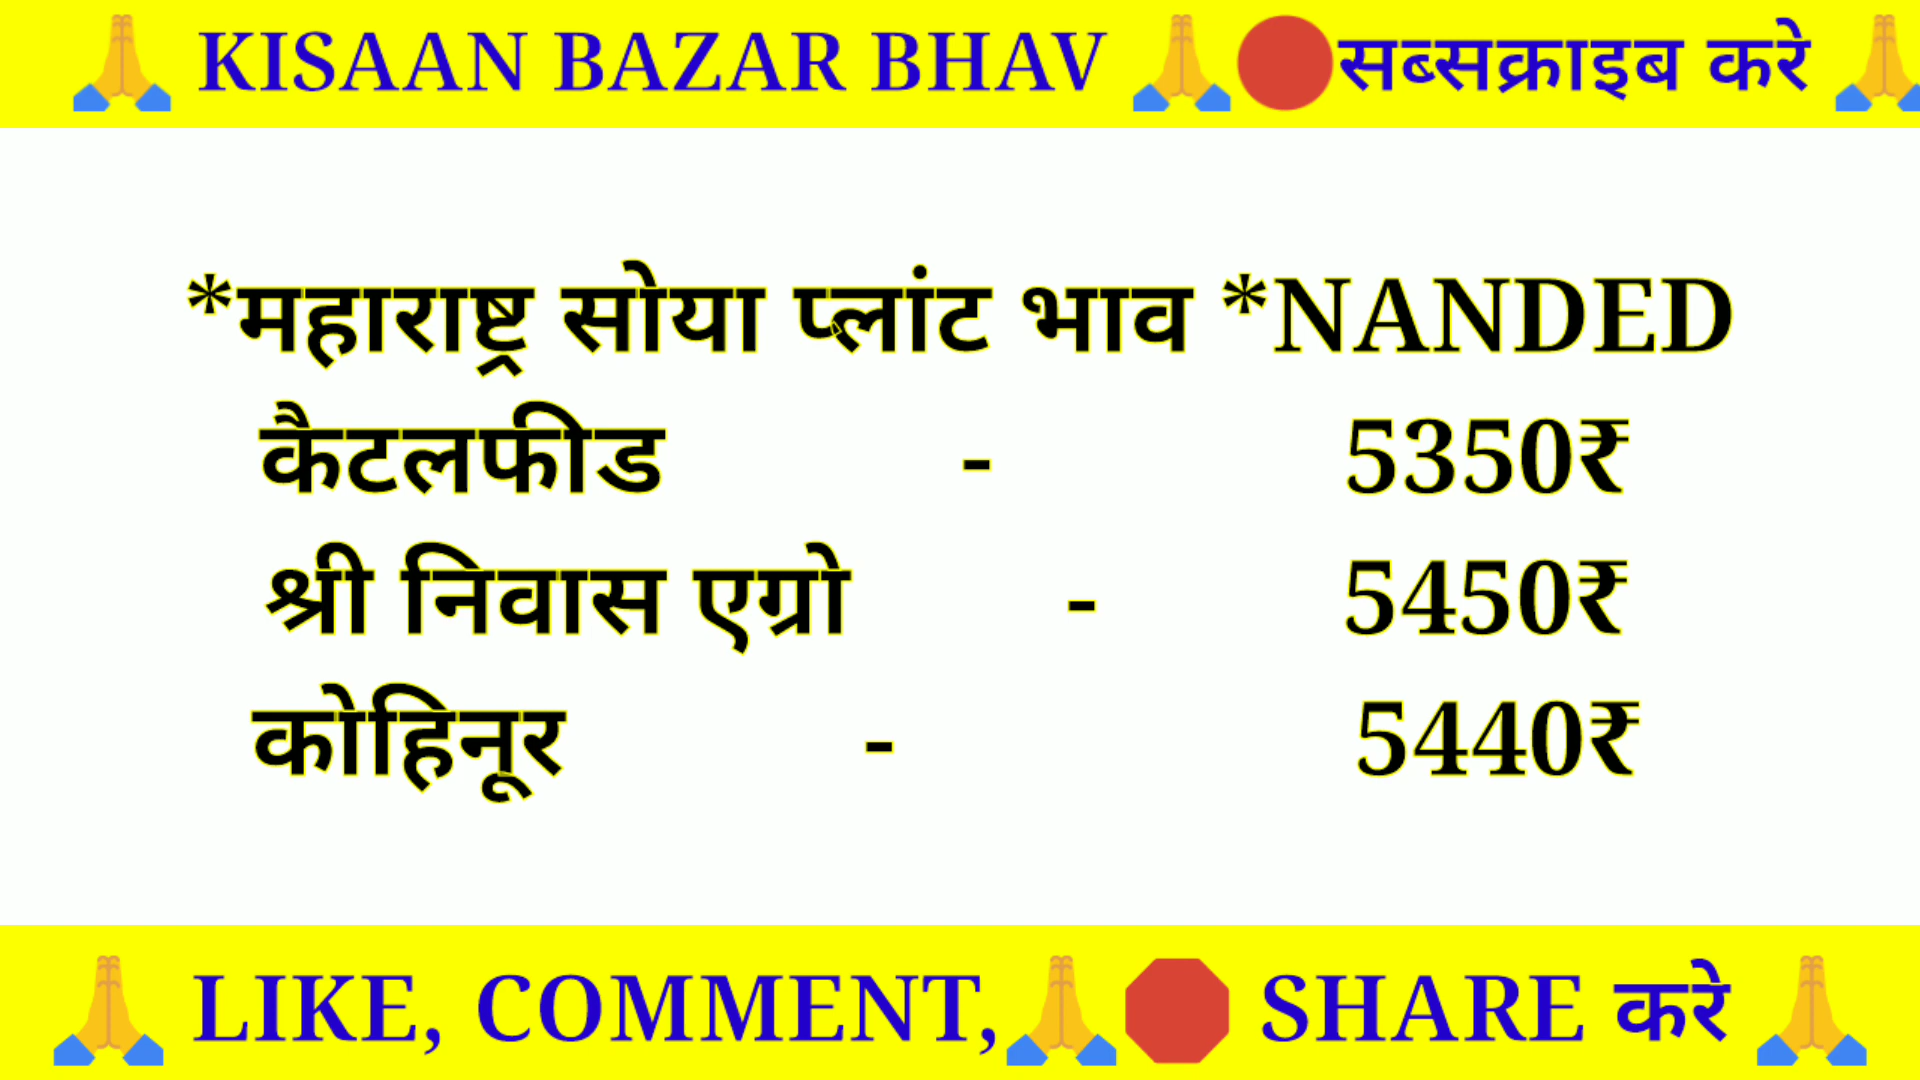 🙏 KISAAN BAZAR BHAV 🙏🔴सब्सक्राइब करे 🙏
*महाराष्ट्र सोया प्लांट भाव *NANDED
कैटलफीड - 5350₹
श्री निवास एग्रो - 5450₹
कोहिनूर - 5440₹
🙏 LIKE, COMMENT,🙏🛑 SHARE करे 🙏